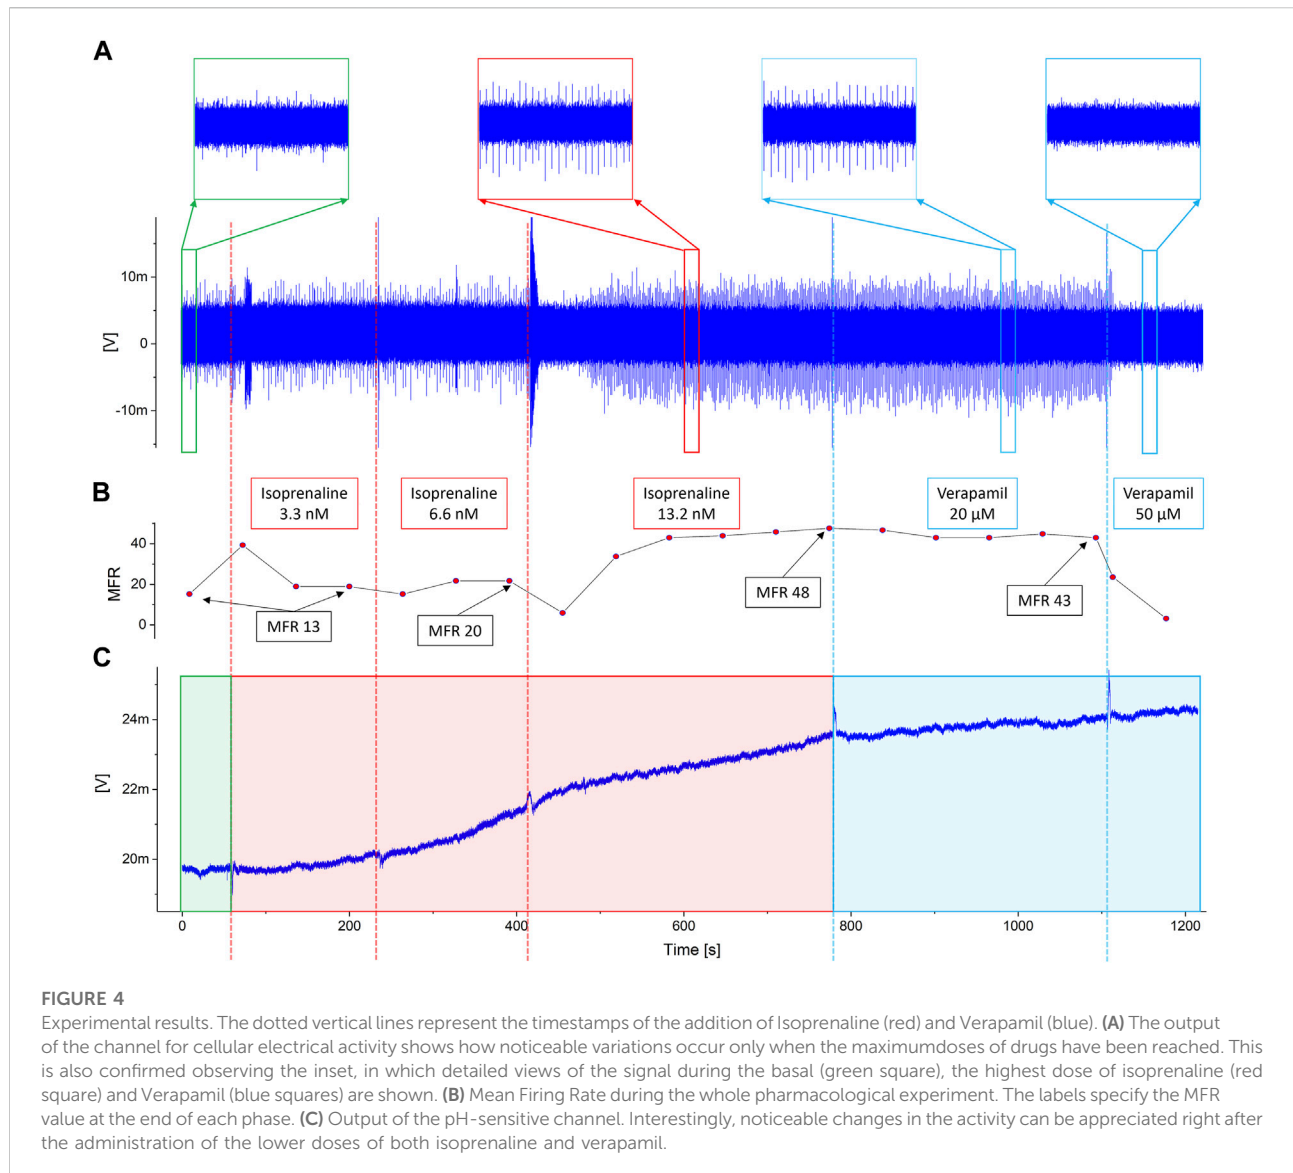 A
10m
0
-10m
[V]
B
Isoprenaline
3.3 nM
Isoprenaline
6.6 nM
Isoprenaline
13.2 nM
Verapamil
20 µM
Verapamil
50 µM
40
20
0
MFR
MFR 13
MFR 20
MFR 48
MFR 43
C
24m
22m
20m
[V]
0
200
400
600
800
1000
1200
Time [s]
FIGURE 4
Experimental results. The dotted vertical lines represent the timestamps of the addition of Isoprenaline (red) and Verapamil (blue). (A) The output
of the channel for cellular electrical activity shows how noticeable variations occur only when the maximumdoses of drugs have been reached. This
is also confirmed observing the inset, in which detailed views of the signal during the basal (green square), the highest dose of isoprenaline (red
square) and Verapamil (blue squares) are shown. (B) Mean Firing Rate during the whole pharmacological experiment. The labels specify the MFR
value at the end of each phase. (C) Output of the pH-sensitive channel. Interestingly, noticeable changes in the activity can be appreciated right after
the administration of the lower doses of both isoprenaline and verapamil.